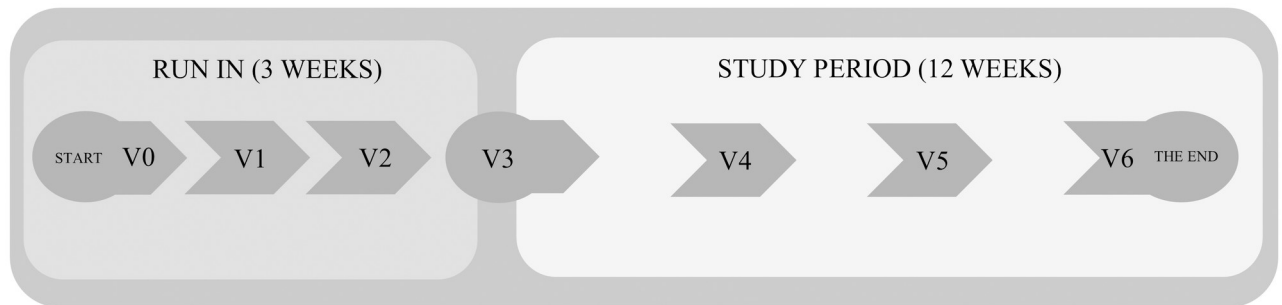 RUN IN (3 WEEKS)
STUDY PERIOD (12 WEEKS)
START V0 V1 V2 V3 V4 V5 V6 THE END